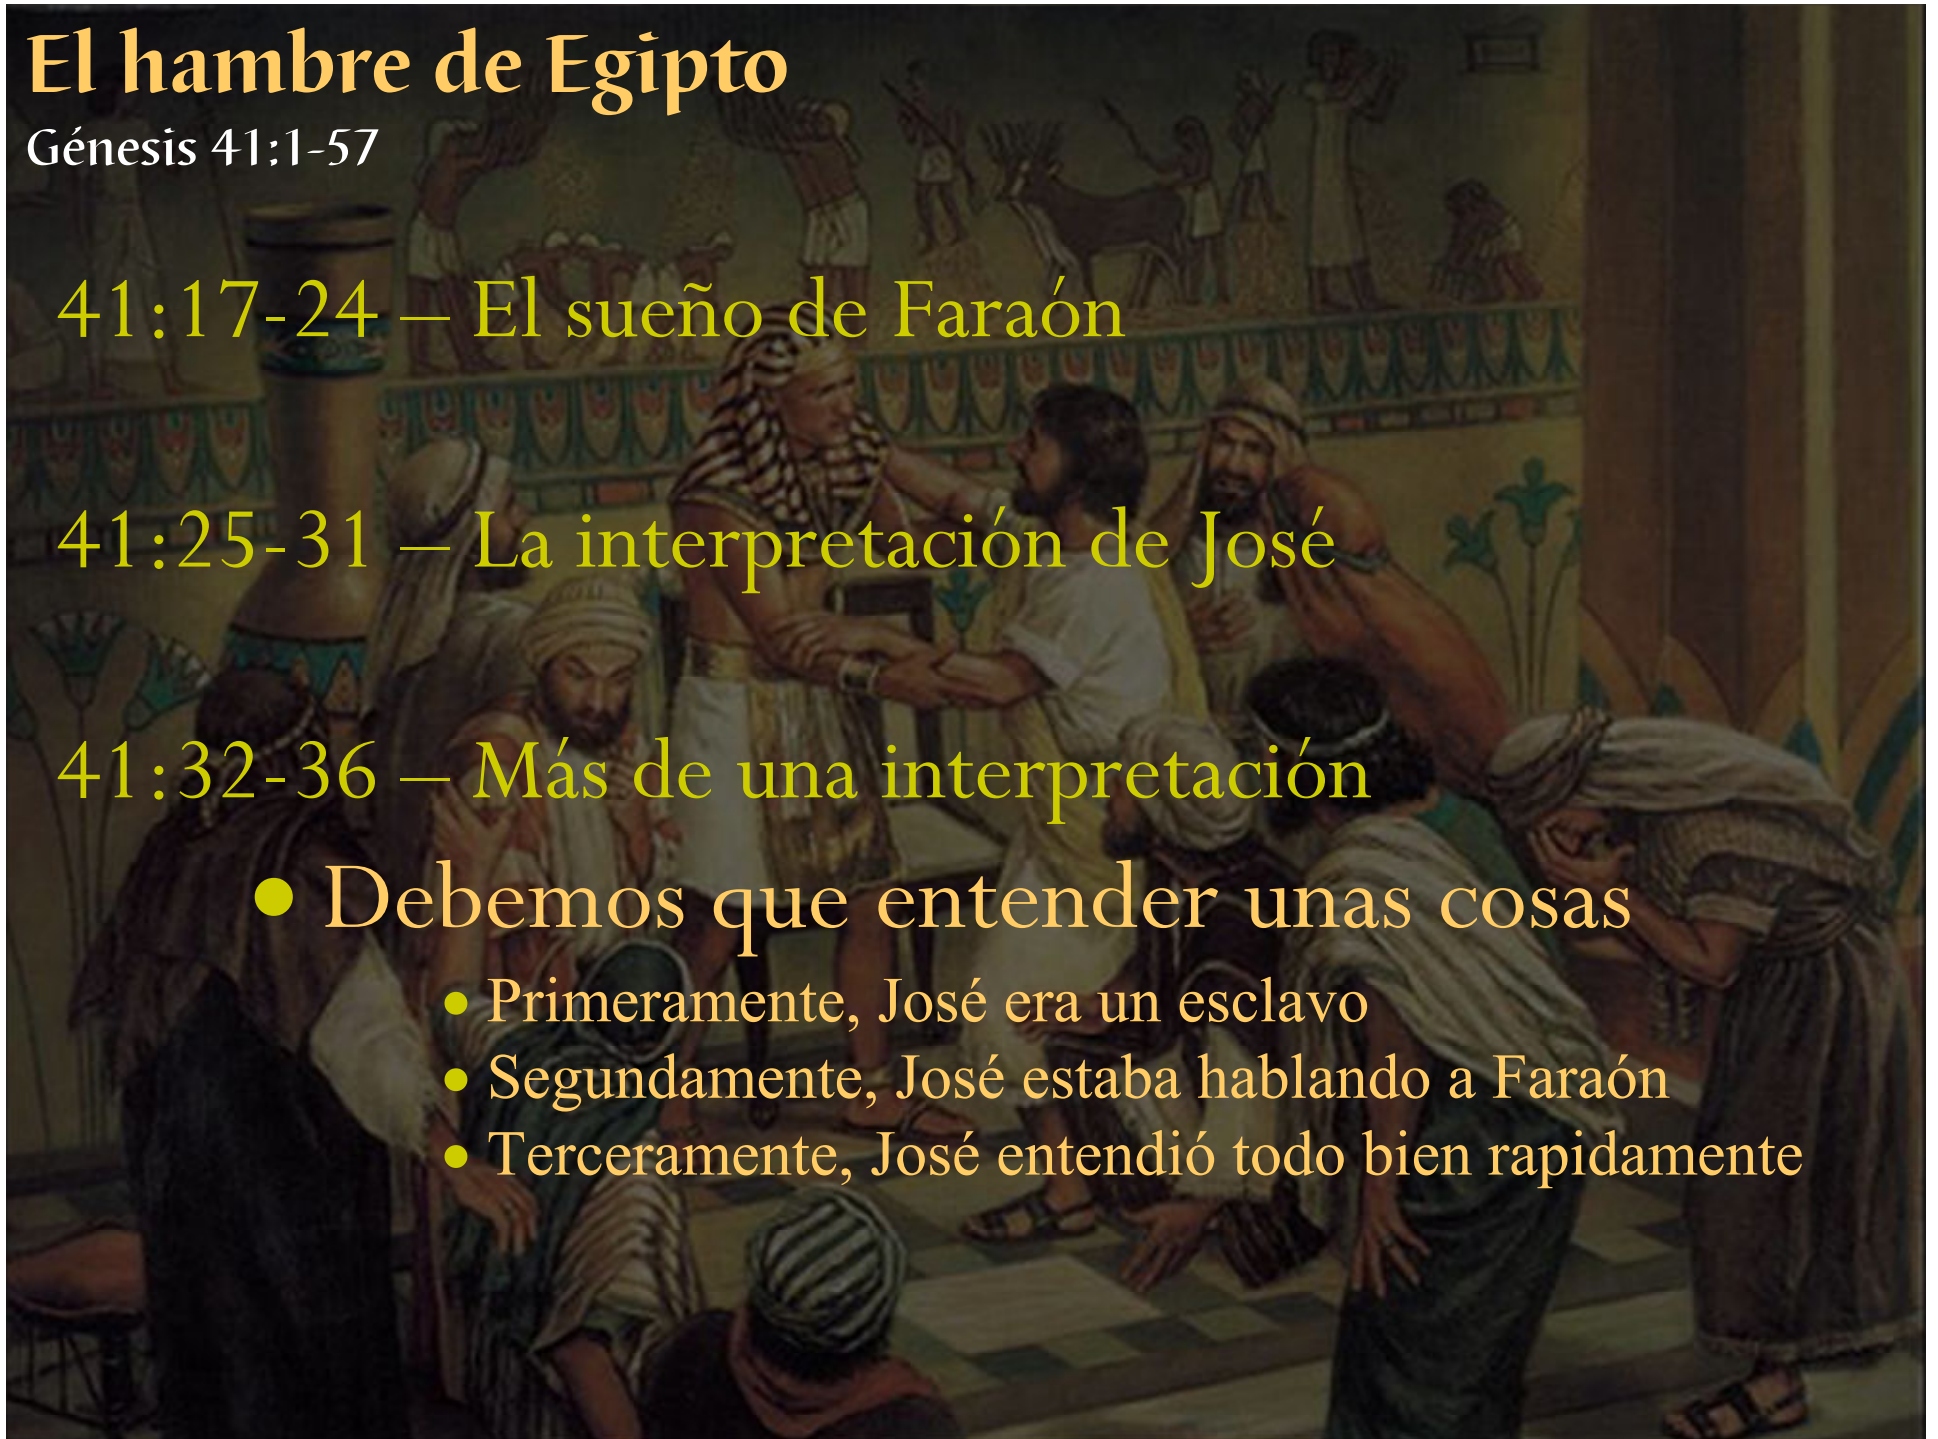 El hambre de Egipto
Génesis 41:1-57
41:17-24 – El sueño de Faraón
41:25-31 – La interpretación de José
41:32-36 – Más de una interpretación
• Debemos que entender unas cosas
• Primeramente, José era un esclavo
• Segundamente, José estaba hablando a Faraón
• Terceramente, José entendió todo bien rapidamente